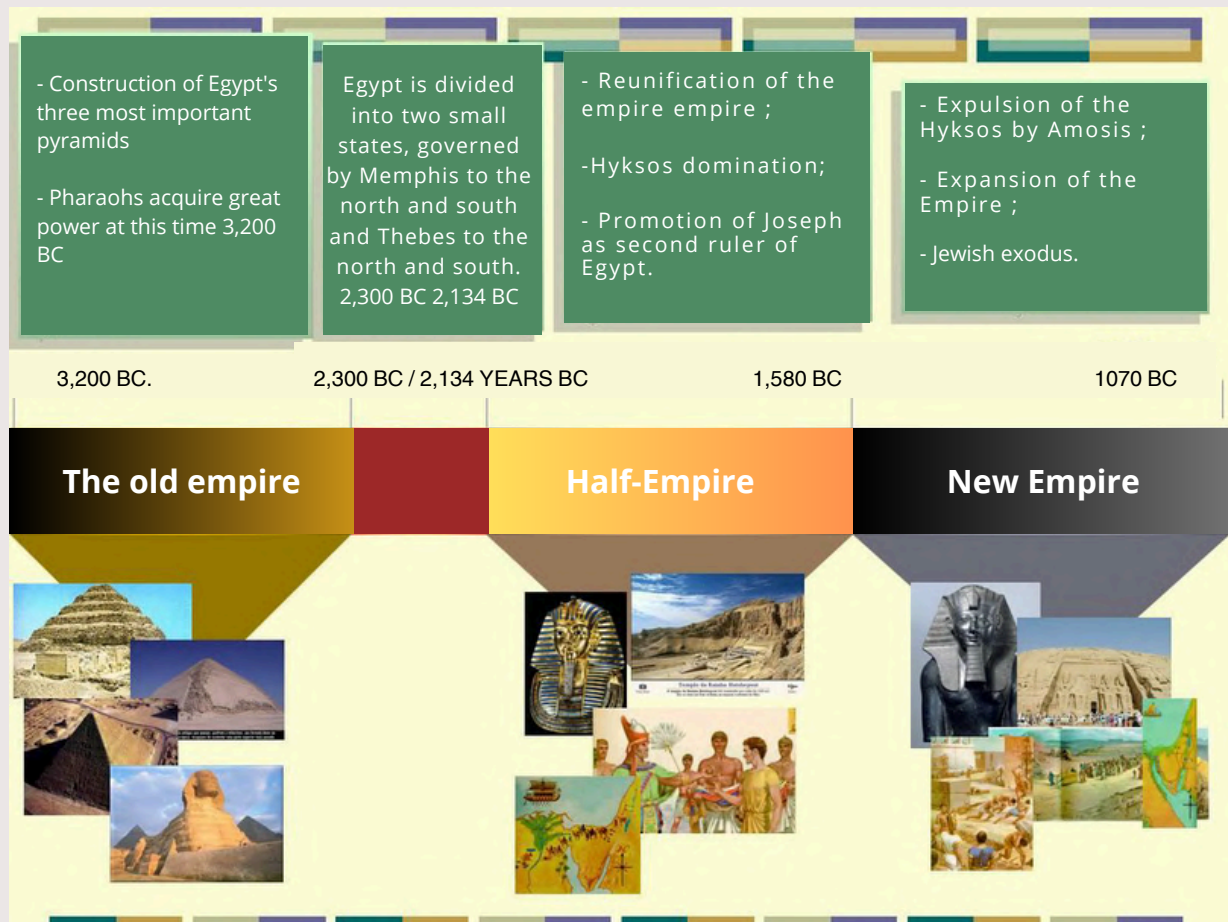 - Construction of Egypt's
three most important
pyramids
- Pharaohs acquire great
power at this time 3,200
BC
Egypt is divided
into two small
states, governed
by Memphis to the
north and south
and Thebes to the
north and south.
2,300 BC 2,134 BC
- Reunification of the
empire empire ;
-Hyksos domination;
- Promotion of Joseph
as second ruler of
Egypt.
- Expulsion of the
Hyksos by Amosis ;
- Expansion of the
Empire ;
- Jewish exodus.
3,200 BC.
2,300 BC / 2,134 YEARS BC
1,580 BC
1070 BC
The old empire
Half-Empire
New Empire